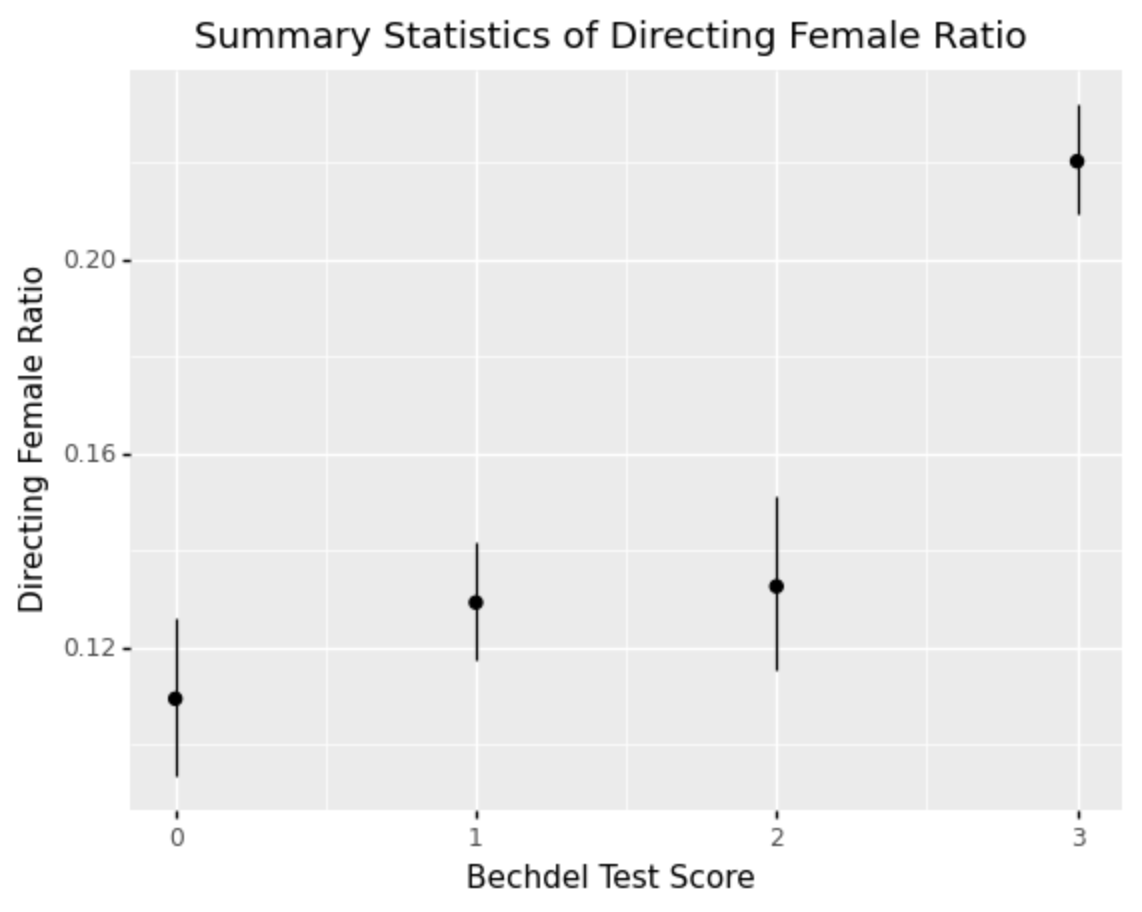 Summary Statistics of Directing Female Ratio
Directing Female Ratio
0.20
0.16
0.12
0
1
2
3
Bechdel Test Score